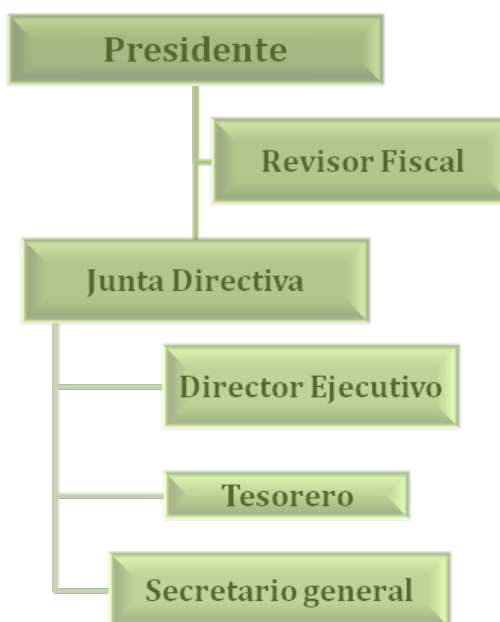 Presidente
Revisor Fiscal
Junta Directiva
Director Ejecutivo
Tesorero
Secretario general